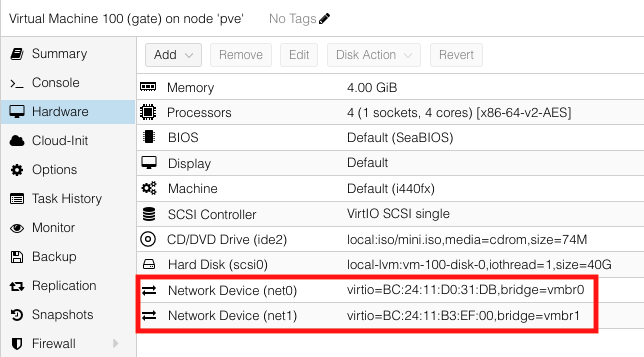 Virtual Machine 100 (gate) on node 'pve' No Tags
Summary
Console
Hardware
Cloud-Init
Options
Task History
Monitor
Backup
Replication
Snapshots
Firewall
Add Remove Edit Disk Action Revert
Memory 4.00 GiB
Processors 4 (1 sockets, 4 cores) [x86-64-v2-AES]
BIOS Default (SeaBIOS)
Display Default
Machine Default (i440fx)
SCSI Controller VirtIO SCSI single
CD/DVD Drive (ide2) local:iso/mini.iso,media=cdrom,size=74M
Hard Disk (scsi0) local-lvm:vm-100-disk-0,iothread=1,size=40G
Network Device (net0) virtio=BC:24:11:D0:31:DB,bridge=vmbr0
Network Device (net1) virtio=BC:24:11:B3:EF:00,bridge=vmbr1